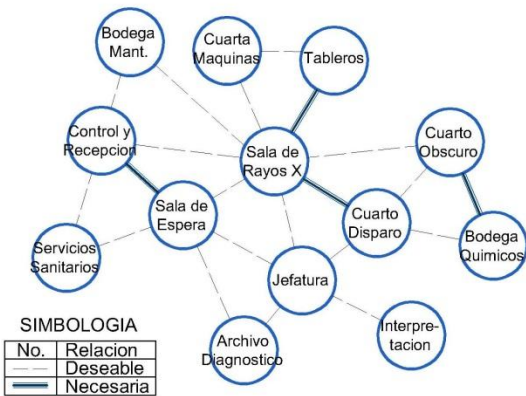 Bodega
Mant.
Cuarta
Maquinas
Tableros
Control y
Recepcion
Sala de
Rayos X
Cuarto
Obscuro
Sala de
Espera
Cuarto
Disparo
Servicios
Sanitarios
Bodega
Quimicos
Jefatura
Archivo
Diagnostico
Interpre-
tacion
SIMBOLOGIA
No. Relacion
Deseable
Necesaria